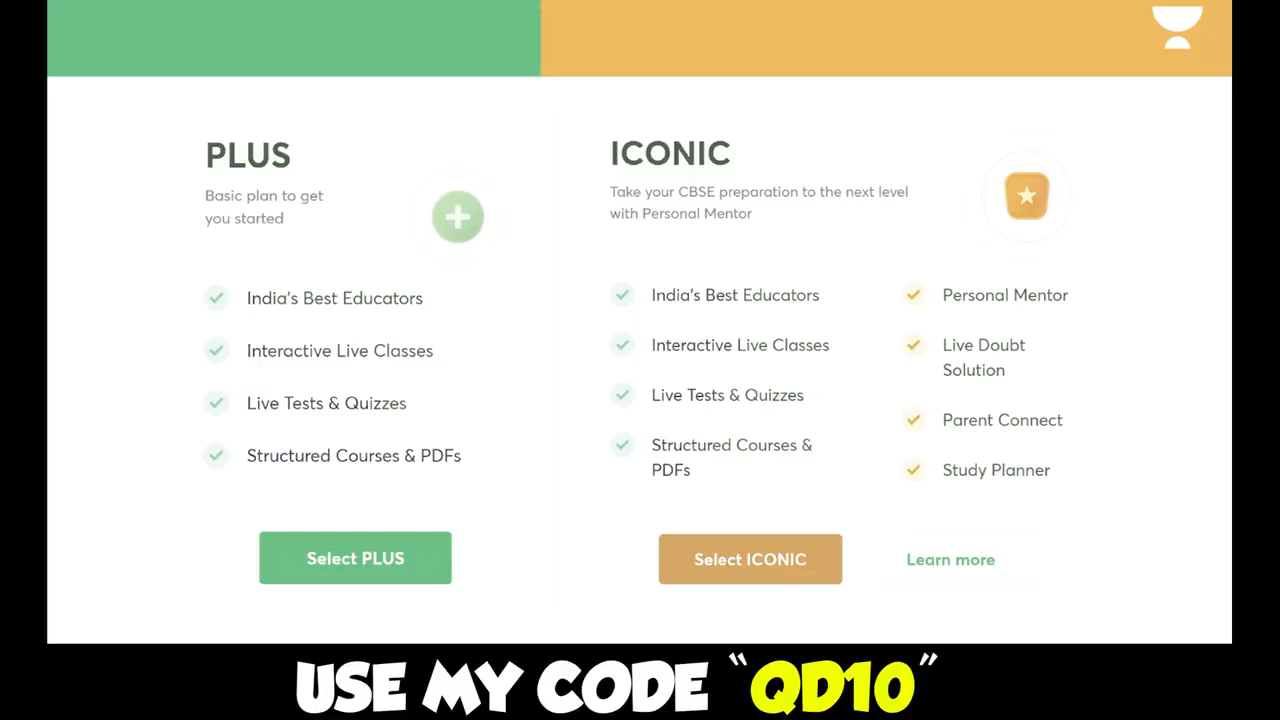 PLUS
Basic plan to get
you started
India's Best Educators
Interactive Live Classes
Live Tests & Quizzes
Structured Courses & PDFs
Select PLUS
ICONIC
Take your CBSE preparation to the next level
with Personal Mentor
India's Best Educators
Interactive Live Classes
Live Tests & Quizzes
Structured Courses &
PDFs
Personal Mentor
Live Doubt
Solution
Parent Connect
Study Planner
Select ICONIC
Learn more
USE MY CODE "QD10"